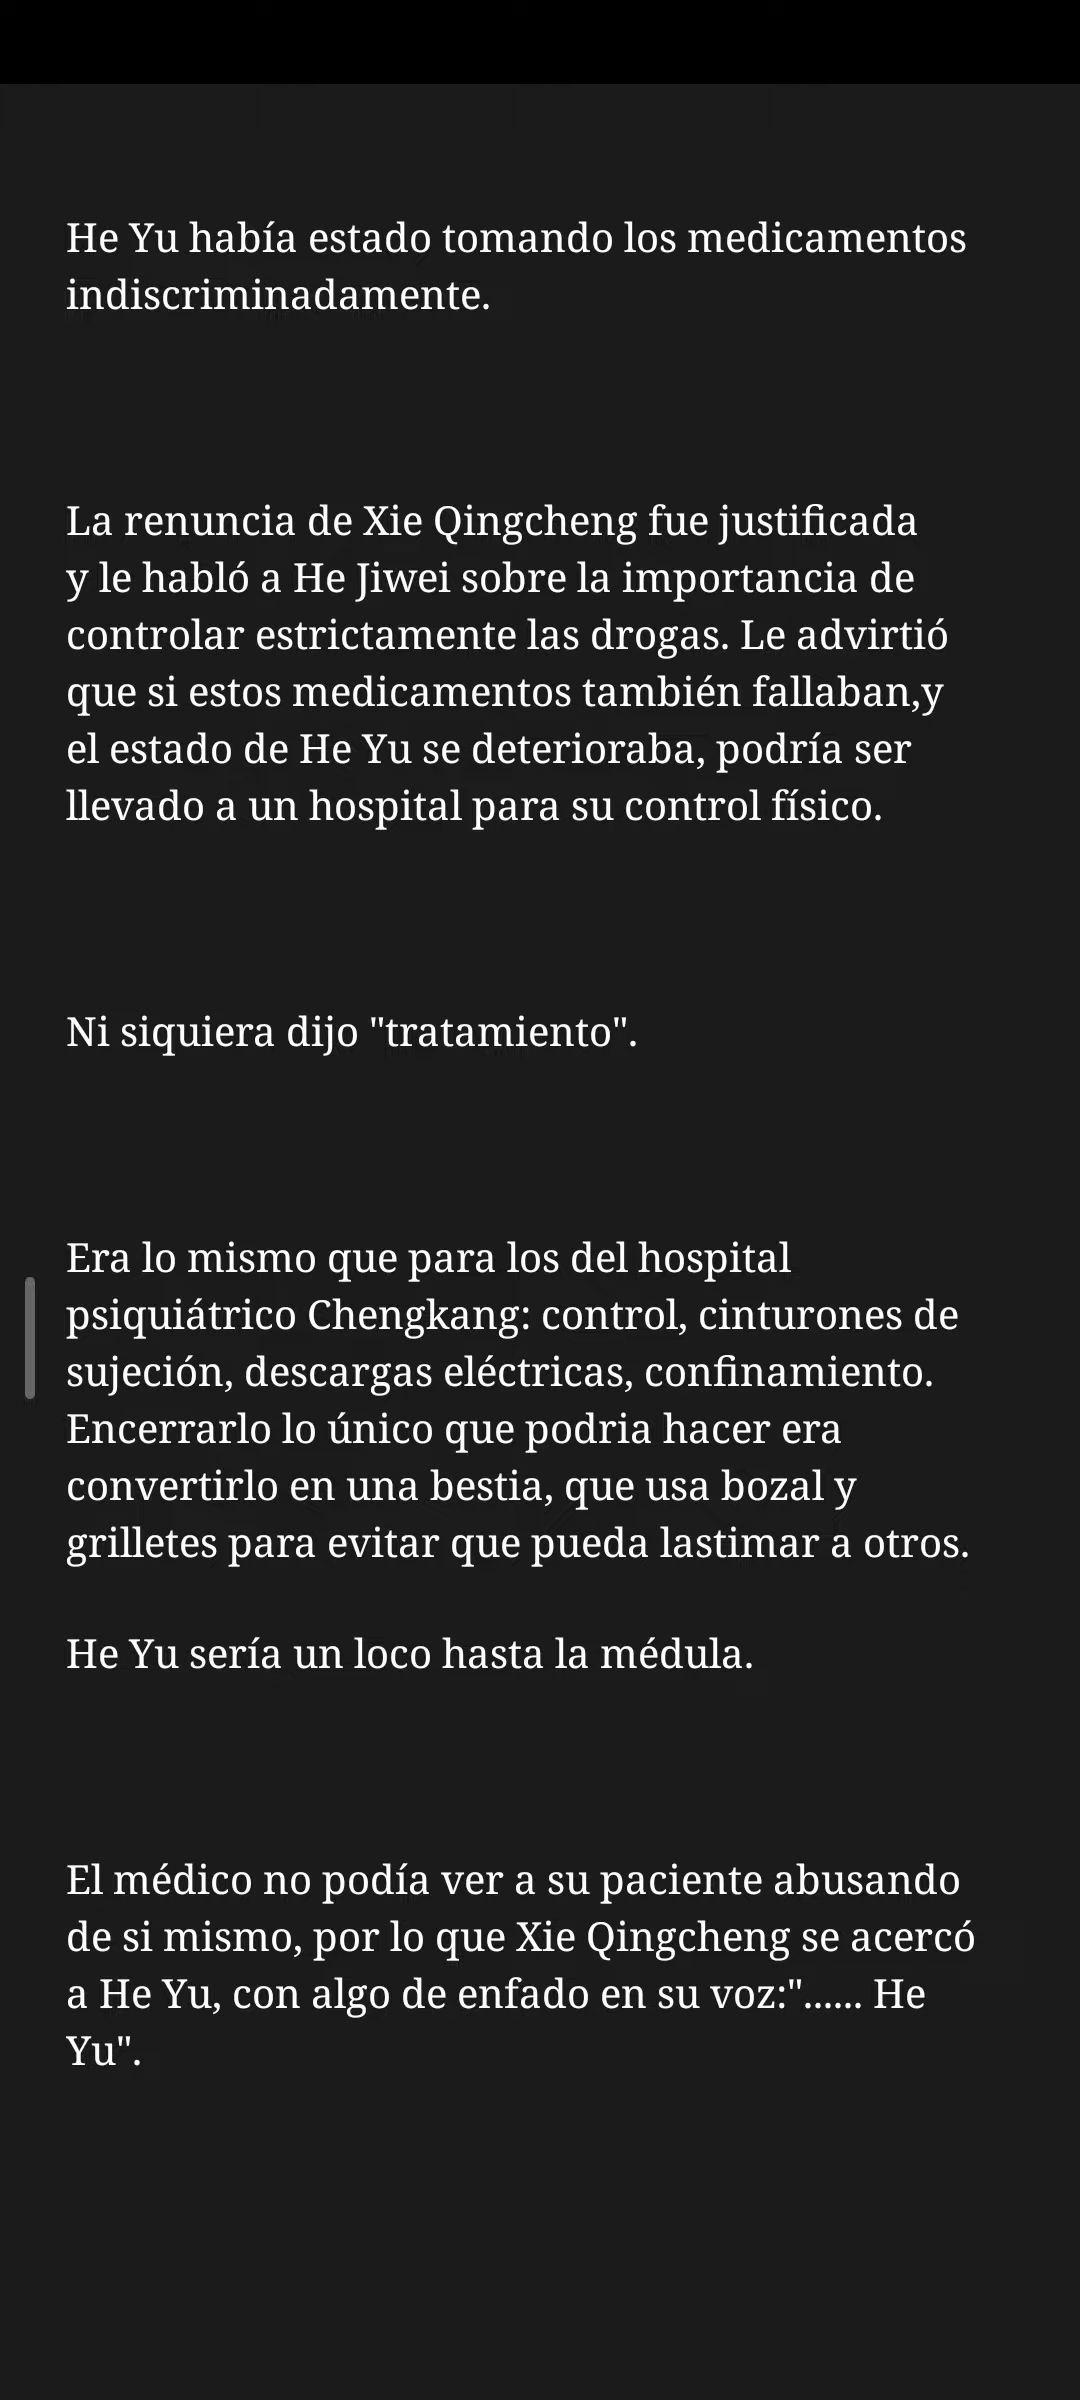 He Yu había estado tomando los medicamentos
indiscriminadamente.
La renuncia de Xie Qingcheng fue justificada
y le habló a He Jiwei sobre la importancia de
controlar estrictamente las drogas. Le advirtió
que si estos medicamentos también fallaban,y
el estado de He Yu se deterioraba, podría ser
llevado a un hospital para su control físico.
Ni siquiera dijo "tratamiento".
Era lo mismo que para los del hospital
psiquiátrico Chengkang: control, cinturones de
sujeción, descargas eléctricas, confinamiento.
Encerrarlo lo único que podria hacer era
convertirlo en una bestia, que usa bozal y
grilletes para evitar que pueda lastimar a otros.
He Yu sería un loco hasta la médula.
El médico no podía ver a su paciente abusando
de si mismo, por lo que Xie Qingcheng se acercó
a He Yu, con algo de enfado en su voz:"...... He
Yu".